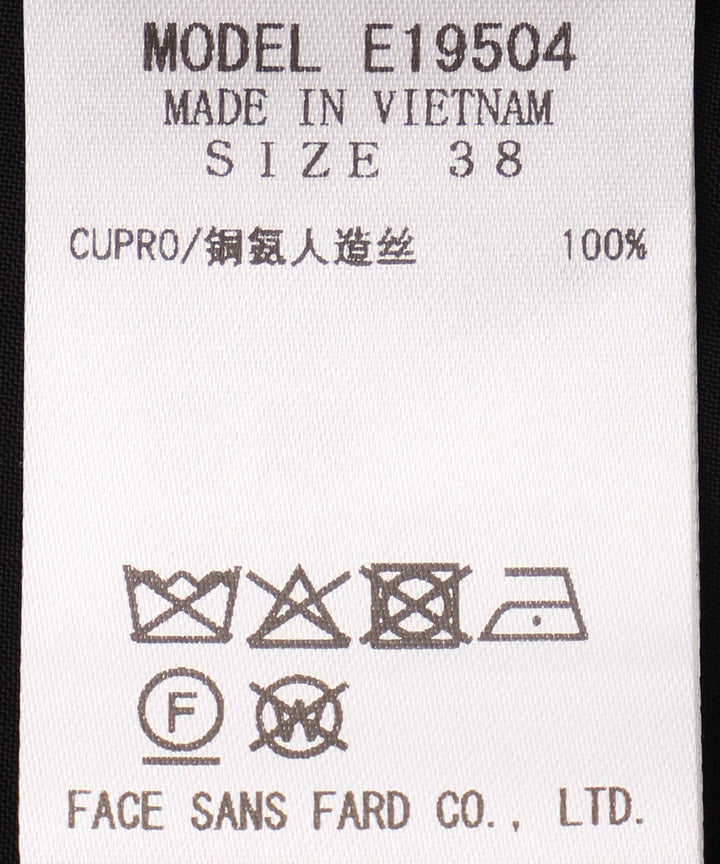 MODEL E19504
MADE IN VIETNAM
SIZE 38
CUPRO/铜氨人造丝 100%
F
W
FACE SANS FARD CO., LTD.